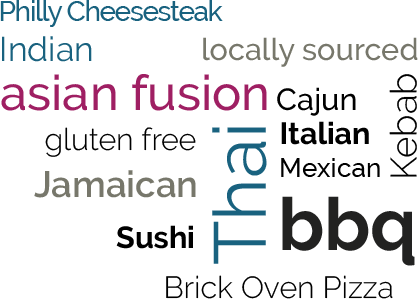 Philly Cheesesteak
Indian
locally sourced
asian fusion
Cajun
Kebab
gluten free
Thai
Italian
Mexican
Jamaican
bbq
Sushi
Brick Oven Pizza